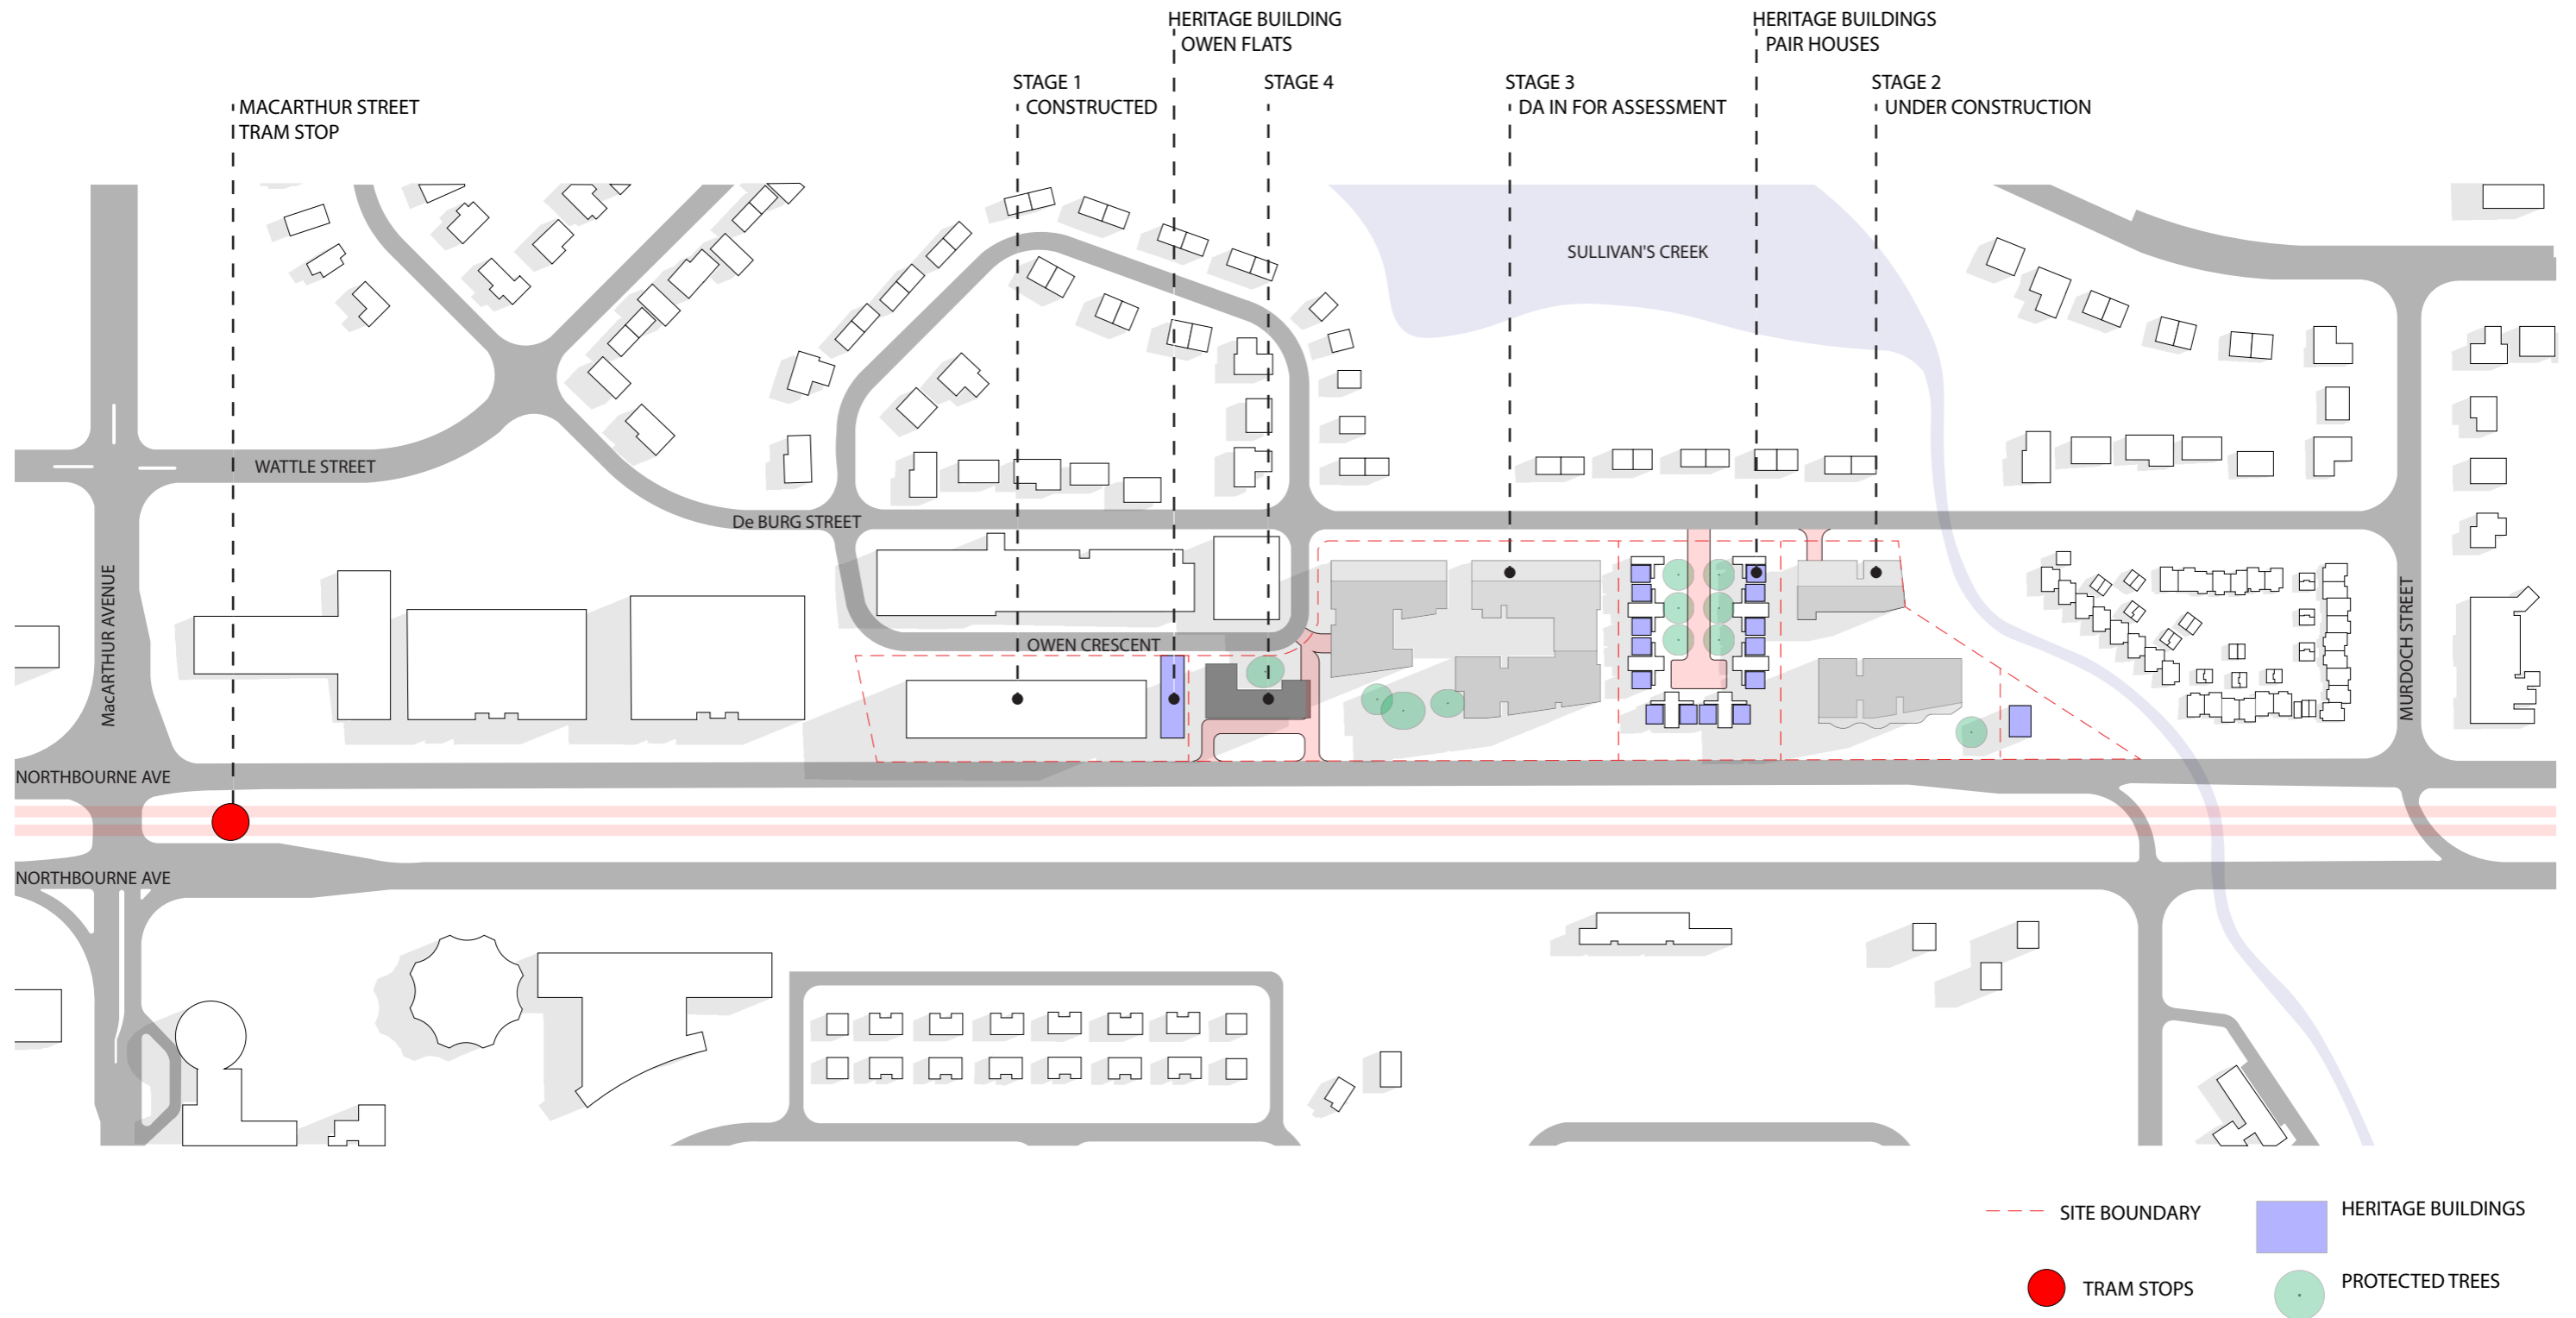 HERITAGE BUILDING
OWEN FLATS
HERITAGE BUILDINGS
PAIR HOUSES
STAGE 1
CONSTRUCTED
STAGE 4
STAGE 3
DA IN FOR ASSESSMENT
STAGE 2
UNDER CONSTRUCTION
MACARTHUR STREET
TRAM STOP
SULLIVAN'S CREEK
WATTLE STREET
De BURG STREET
MacARTHUR AVENUE
OWEN CRESCENT
MURDOCH STREET
NORTHBOURNE AVE
NORTHBOURNE AVE
SITE BOUNDARY
HERITAGE BUILDINGS
TRAM STOPS
PROTECTED TREES